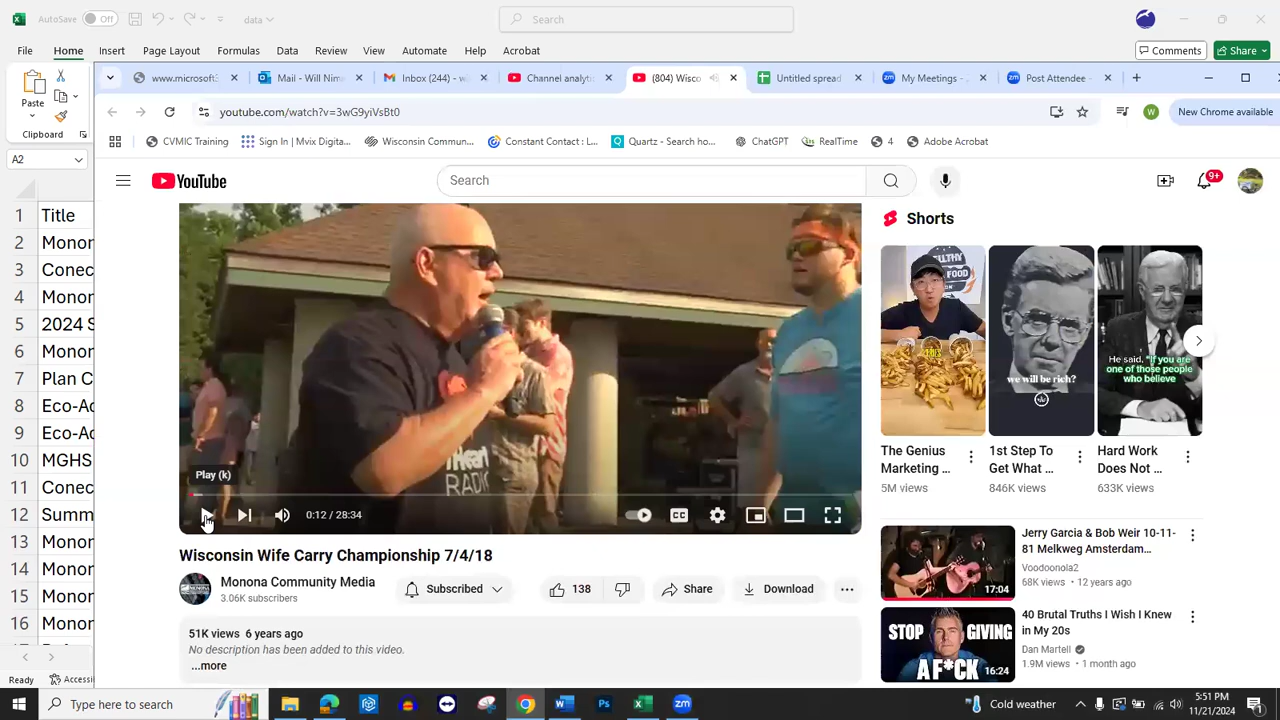 AutoSave Off data Search
File Home Insert Page Layout Formulas Data Review View Automate Help Acrobat Comments Share
www.microsoft Mail - Will Nim Inbox (244) - w Channel analyti (804) Wisco Untitled spread My Meetings - Post Attendee -
Paste
Clipboard
youtube.com/watch?v=3wG9yiVsBt0 W New Chrome available
CVMIC Training Sign In | Mvix Digita... Wisconsin Commun... Constant Contact : L... Quartz - Search ho... ChatGPT RealTime 4 Adobe Acrobat
A2
YouTube Search 9+
1 Title
2 Monor
3 Conec
4 Monor
5 2024 S
6 Monor
7 Plan C
8 Eco-Ac
9 Eco-Ac
10 MGHS
11 Conec
12 Summ
13 Monor
14 Monor
15 Monor
16 Monor
RADIO
Play (k)
0:12 / 28:34 CC
Wisconsin Wife Carry Championship 7/4/18
Monona Community Media
3.06K subscribers
Subscribed 138 Share Download
51K views 6 years ago
No description has been added to this video.
...more
Shorts
we will be rich?
He said, "if you are
one of those people
who believe
The Genius
Marketing ...
5M views
1st Step To
Get What ...
846K views
Hard Work
Does Not ...
633K views
17:04
Jerry Garcia & Bob Weir 10-11-
81 Melkweg Amsterdam...
Voodoonola2
68K views • 12 years ago
STOP GIVING
A F*CK 16:24
40 Brutal Truths I Wish I Knew
in My 20s
Dan Martell
1.9M views • 1 month ago
Ready Accessi
Type here to search Cold weather 5:51 PM
11/21/2024